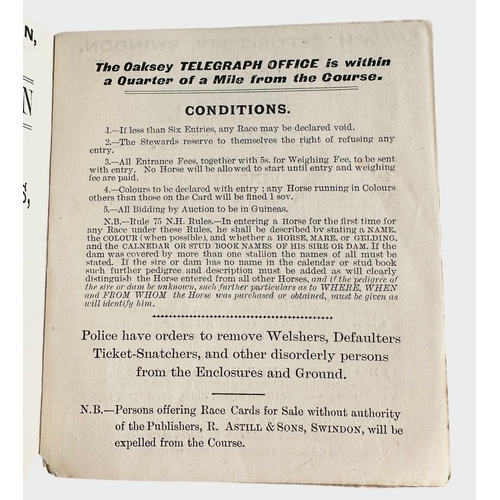 The Oaksey TELEGRAPH OFFICE is within
a Quarter of a Mile from the Course.
CONDITIONS.
1.—If less than Six Entries, any Race may be declared void.
2.—The Stewards reserve to themselves the right of refusing any
entry.
3.—All Entrance Fees, together with 5s. for Weighing Fee, to be sent
with entry. No Horse will be allowed to start until entry and weighing
fee are paid.
4.—Colours to be declared with entry; any Horse running in Colours
others than those on the Card will be fined 1 sov.
5.—All Bidding by Auction to be in Guineas.
N.B.—Rule 75 N.H. Rules.—In entering a Horse for the first time for
any Race under these Rules, he shall be described by stating a NAME,
the COLOUR (when possible), and whether a HORSE, MARE, or GELDING,
and the CALNEDAR OR STUD BOOK NAMES OF HIS SIRE OR DAM. If the
dam was covered by more than one stallion the names of all must be
stated. If the sire or dam has no name in the calendar or stud book
such further pedigree and description must be added as will clearly
distinguish the Horse entered from all other Horses, and if the pedigree of
the sire or dam be unknown, such further particulars as to WHERE, WHEN
and FROM WHOM the Horse was purchased or obtained, must be given as
will identify him.
Police have orders to remove Welshers, Defaulters
Ticket-Snatchers, and other disorderly persons
from the Enclosures and Ground.
N.B.—Persons offering Race Cards for Sale without authority
of the Publishers, R. ASTILL & SONS, SWINDON, will be
expelled from the Course.